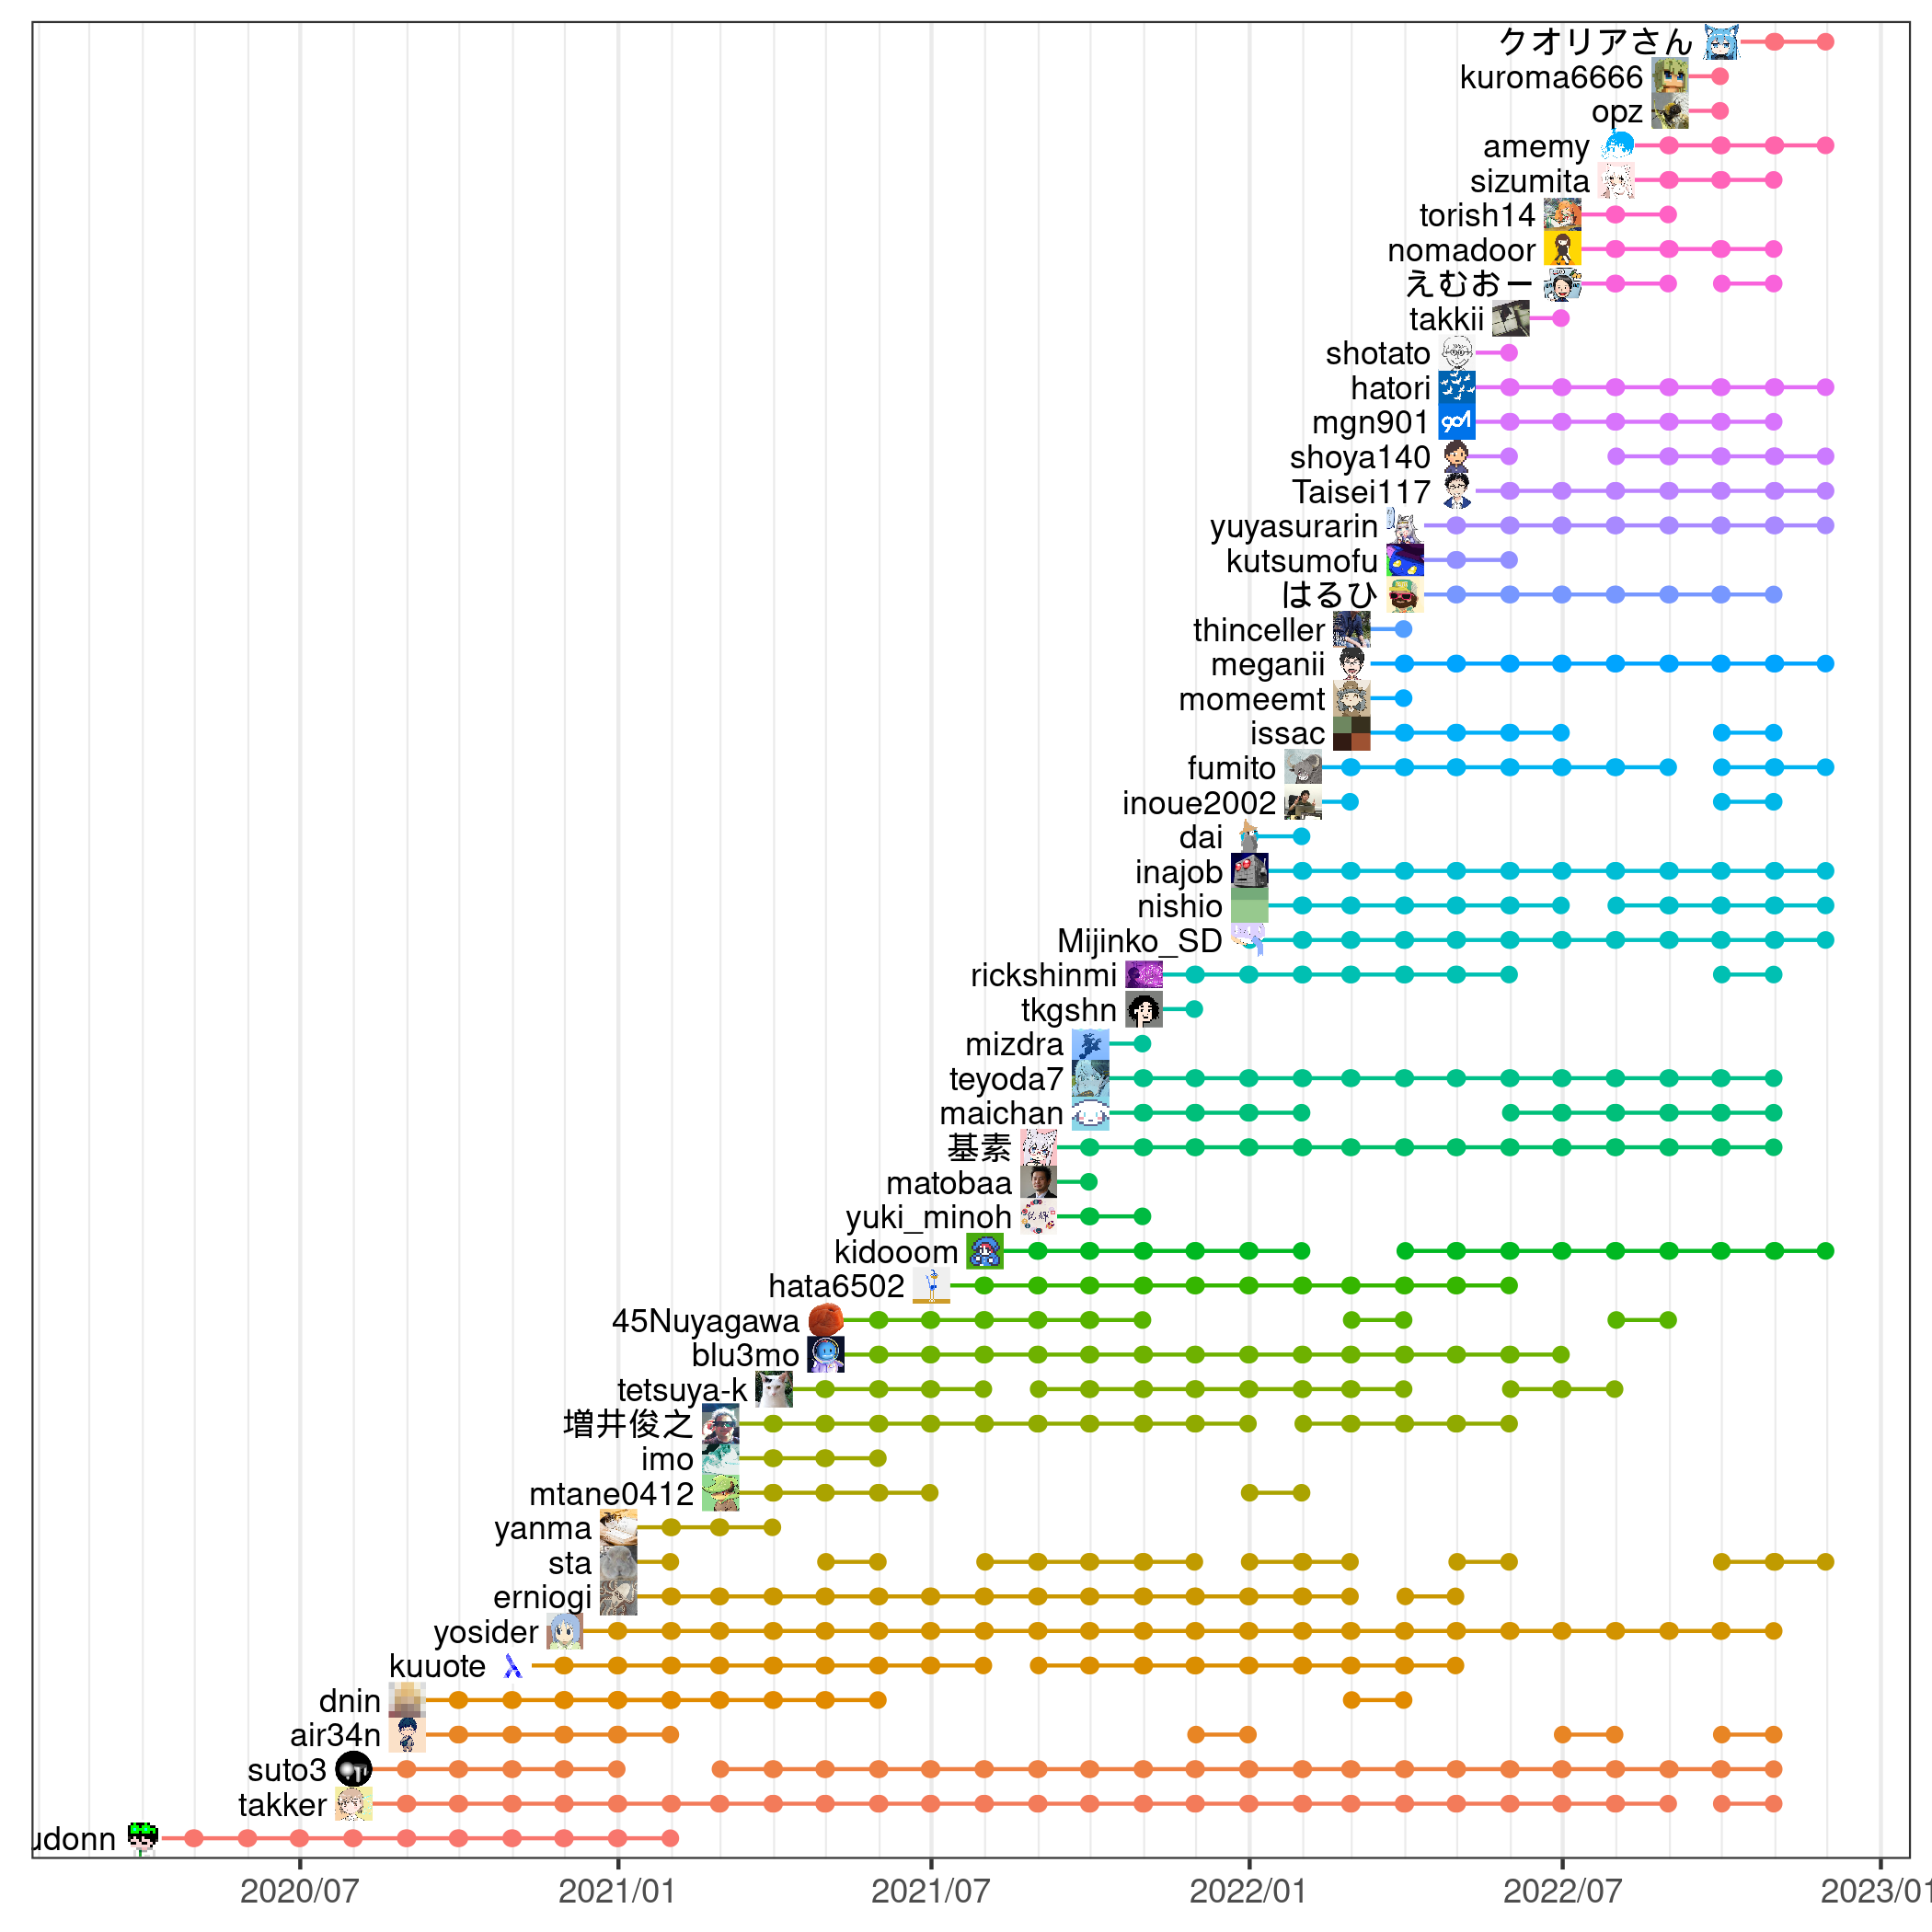 クオリアさん
kuroma6666
opz
amemy
sizumita
torish14
nomadoor
えむおー
takkii
shotato
hatori
mgn901
901
shoya140
Taisei117
yuyasurarin
kutsumofu
はるひ
thinceller
meganii
momeemt
issac
fumito
inoue2002
dai
inajob
nishio
Mijinko_SD
rickshinmi
tkgshn
mizdra
teyoda7
maichan
基素
matobaa
yuki_minoh
kidooom
hata6502
45Nuyagawa
blu3mo
tetsuya-k
増井俊之
imo
mtane0412
yanma
sta
erniogi
yosider
kuuote
dnin
air34n
suto3
takker
udonn
2020/07 2021/01 2021/07 2022/01 2022/07 2023/01